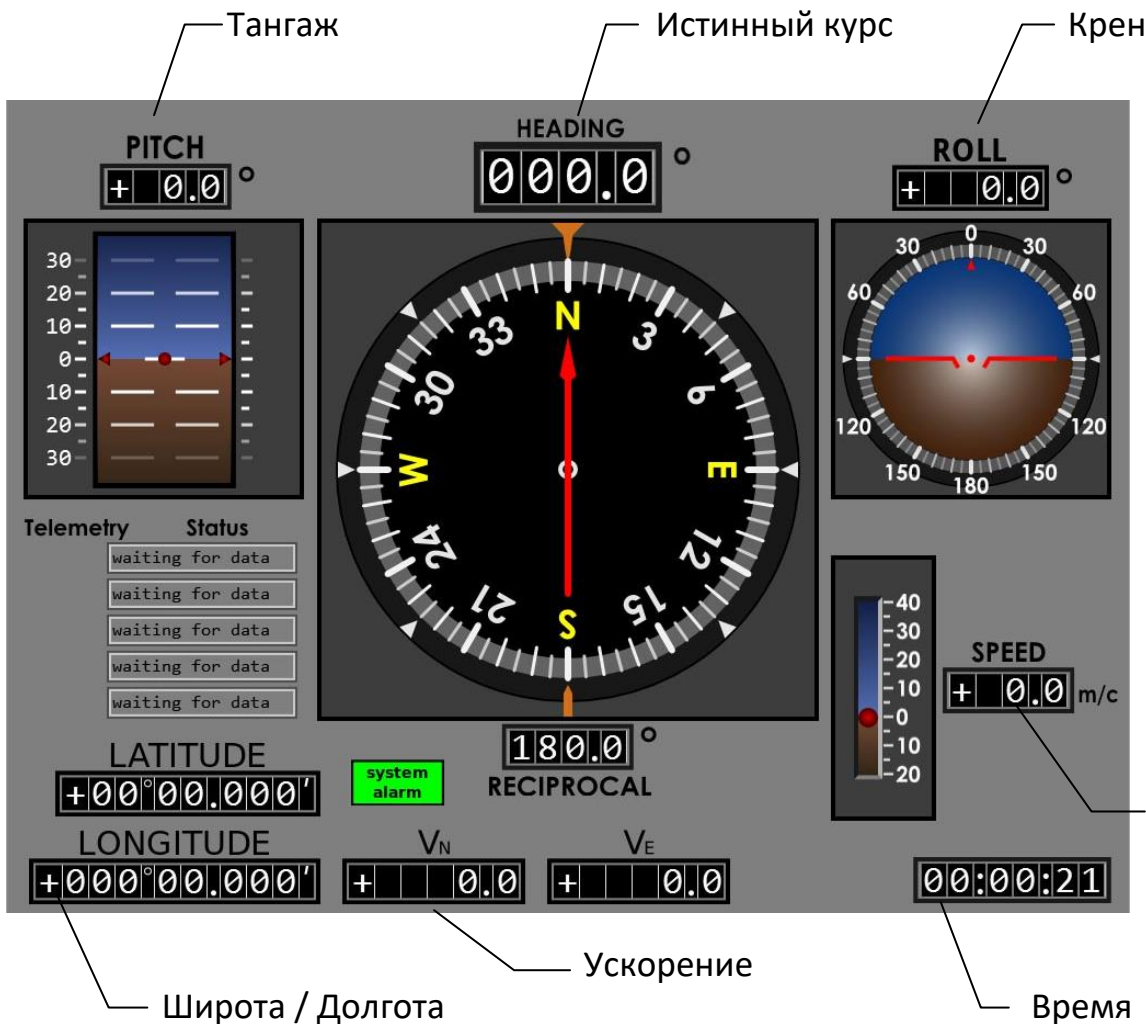 Тангаж
Истинный курс
Крен
PITCH
+ 0.0 °
HEADING
000.0 °
ROLL
+ 0.0 °
30
20
10
0
10
20
30
N
3
6
E
12
15
S
21
24
W
30
33
0
30
60
120
150
180
150
120
60
30
Telemetry Status
waiting for data
waiting for data
waiting for data
waiting for data
waiting for data
40
30
20
10
0
10
20
SPEED
+ 0.0 m/c
180.0 °
RECIPROCAL
system
alarm
LATITUDE
+00°00.000'
LONGITUDE
+000°00.000'
VN
+ 0.0
VE
+ 0.0
00:00:21
Ускорение
Широта / Долгота
Время